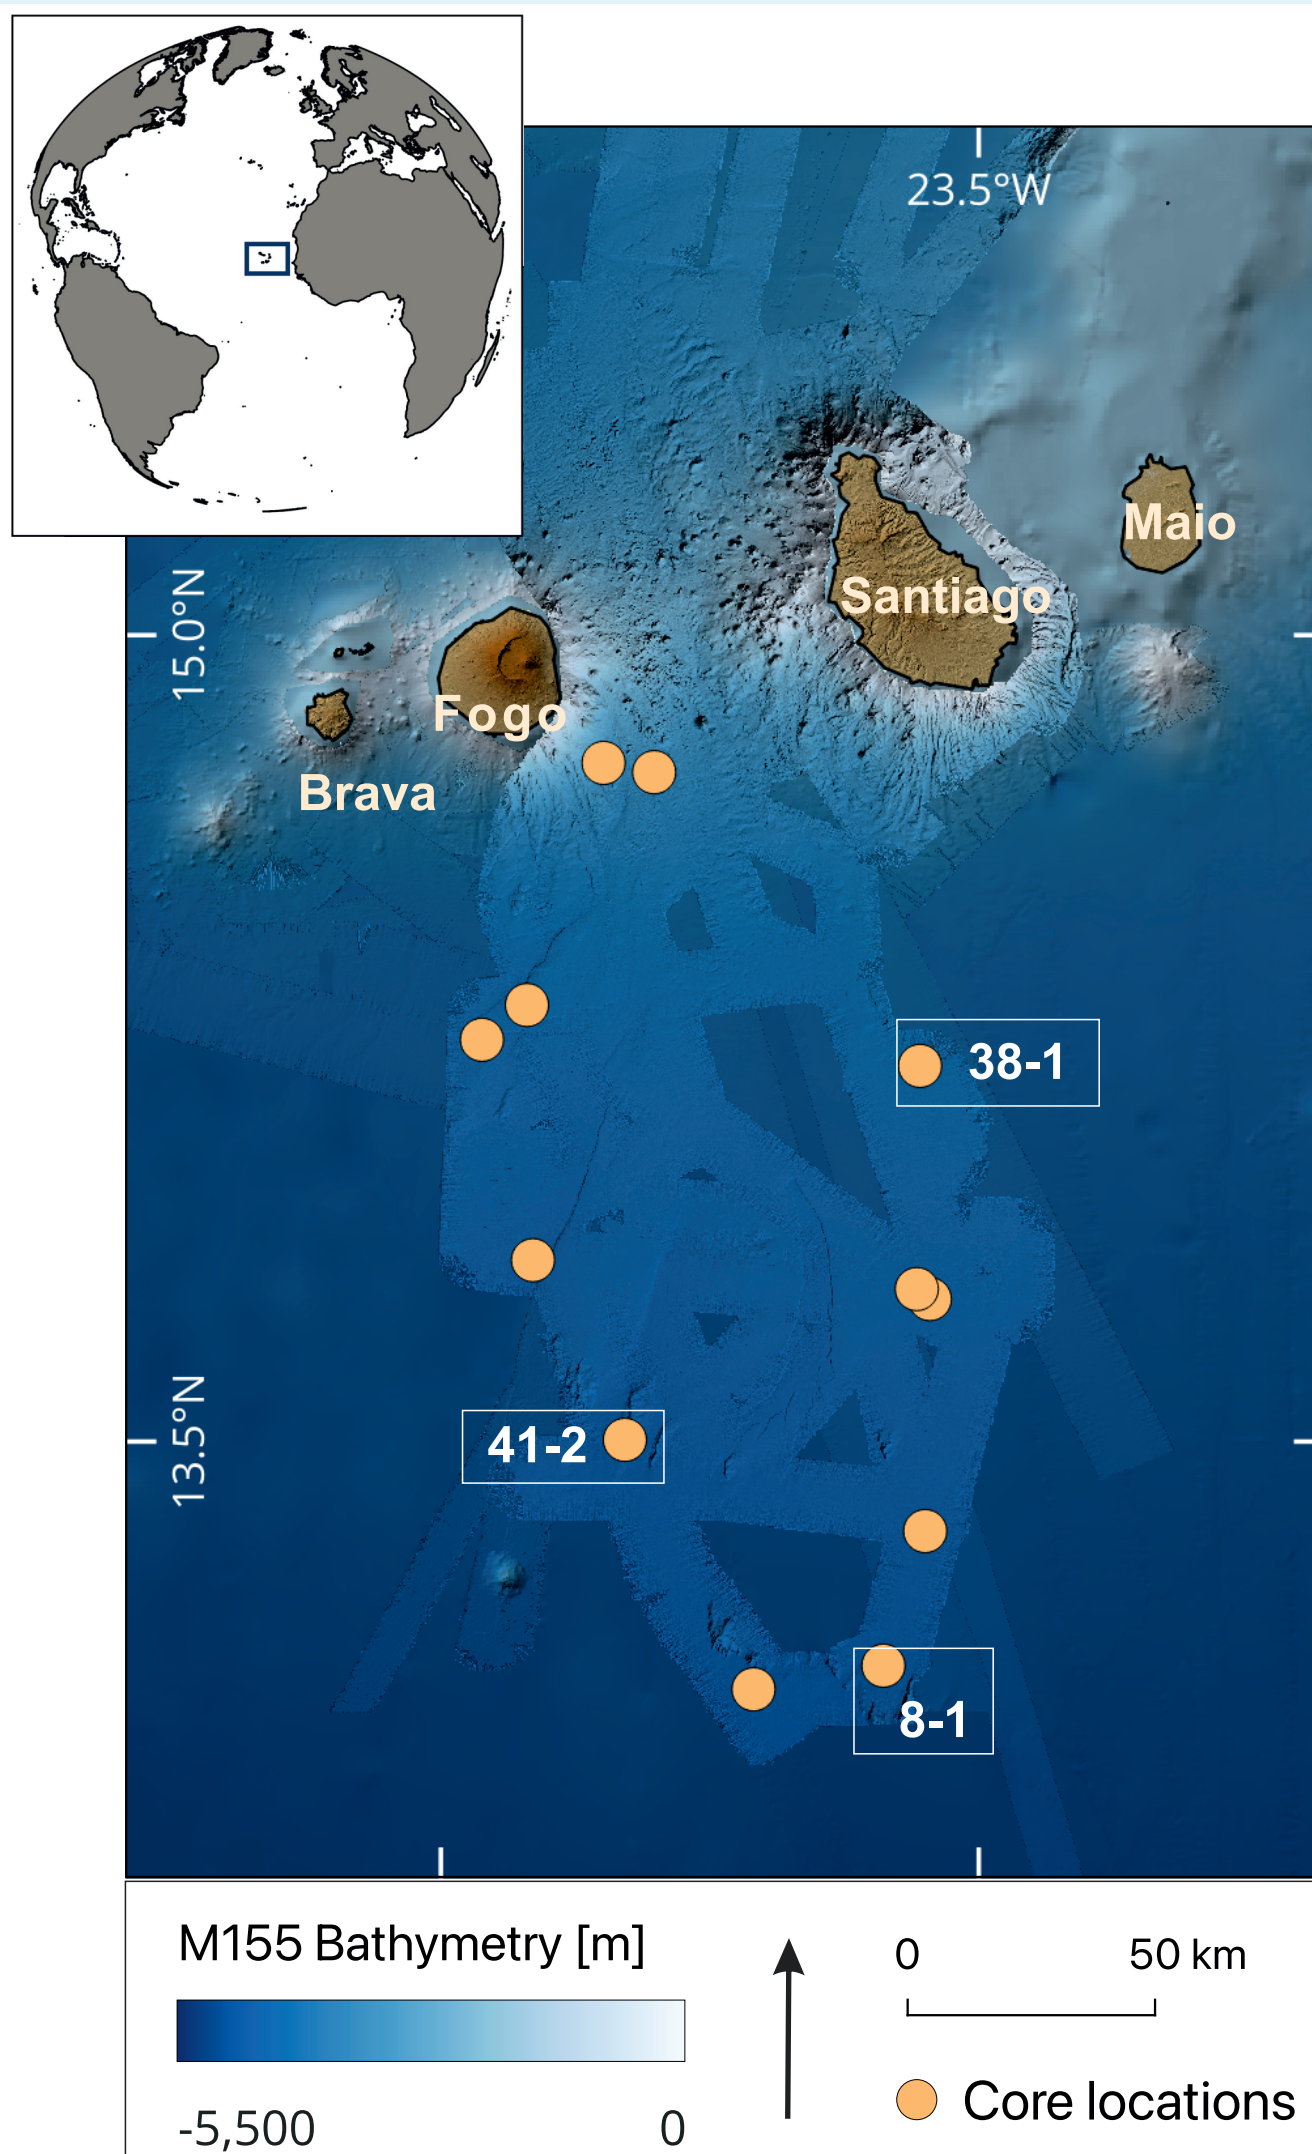 23.5°W
Maio
Santiago
15.0°N
Fogo
Brava
38-1
13.5°N
41-2
8-1
M155 Bathymetry [m]
-5,500 0
0 50 km
Core locations